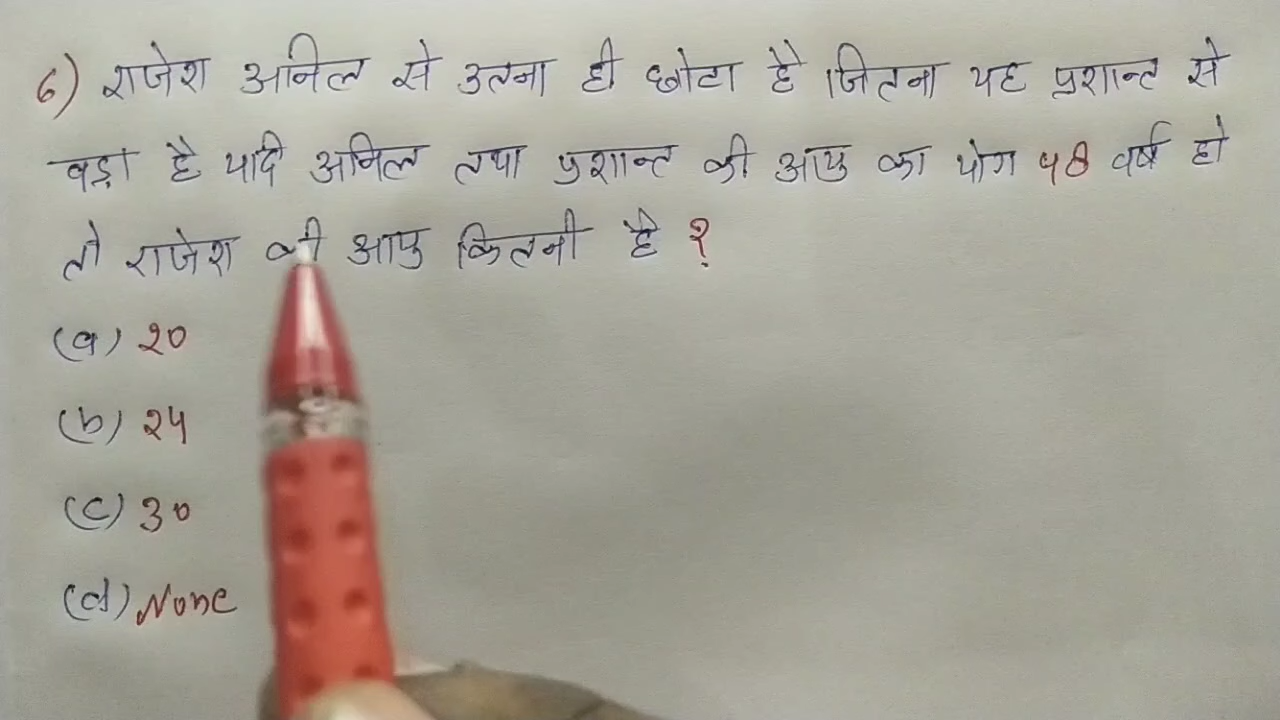 6) राजेश अनिल से उतना ही छोटा है जितना यह प्रशान्त से
बड़ा है यदि अनिल तथा प्रशान्त की आयु का योग 48 वर्ष हो
तो राजेश की आयु कितनी है ?
(a) 20
(b) 24
(c) 30
(d) None